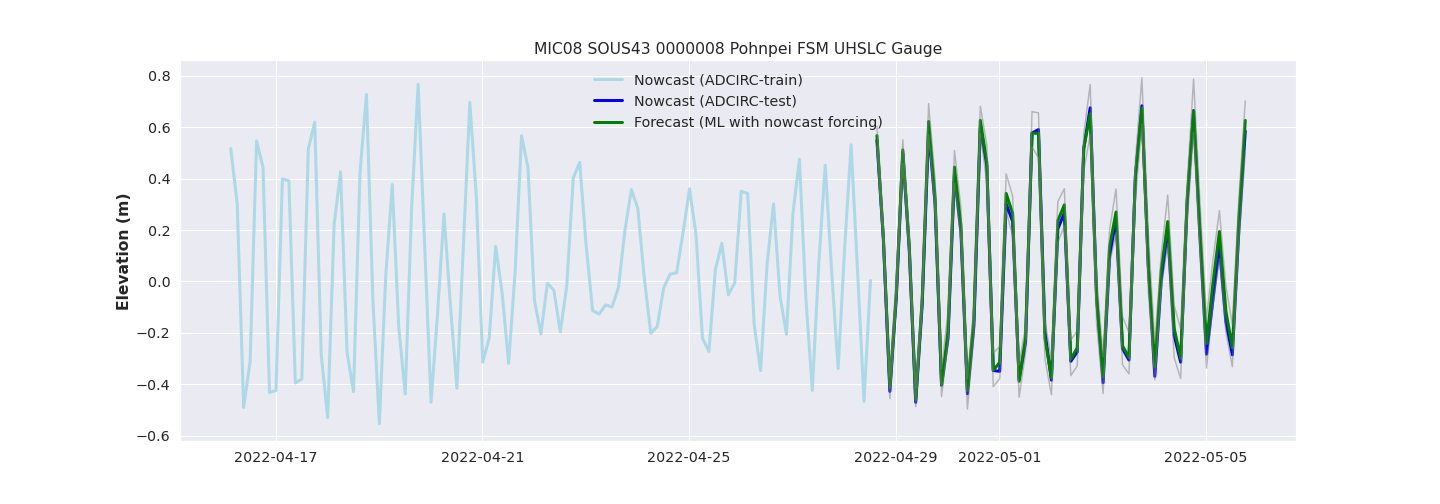 MIC08 SOUS43 0000008 Pohnpei FSM UHSLC Gauge
Nowcast (ADCIRC-train)
Nowcast (ADCIRC-test)
Forecast (ML with nowcast forcing)
Elevation (m)
0.8
0.6
0.4
0.2
0.0
−0.2
−0.4
−0.6
2022-04-17 2022-04-21 2022-04-25 2022-04-29 2022-05-01 2022-05-05